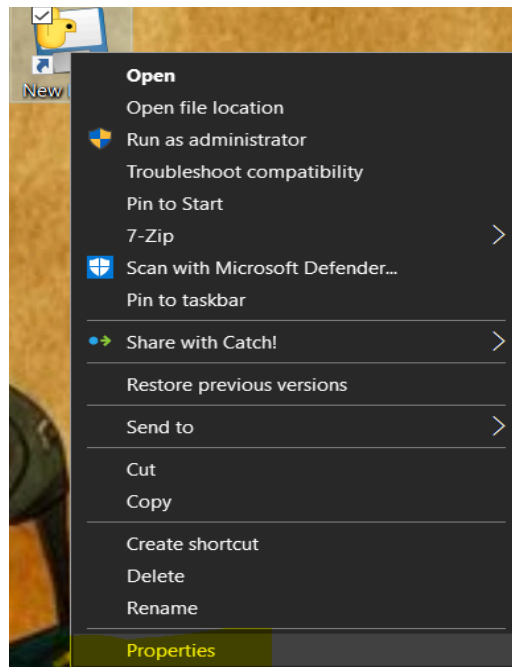 New
Open
Open file location
Run as administrator
Troubleshoot compatibility
Pin to Start
7-Zip
Scan with Microsoft Defender...
Pin to taskbar
Share with Catch!
Restore previous versions
Send to
Cut
Copy
Create shortcut
Delete
Rename
Properties